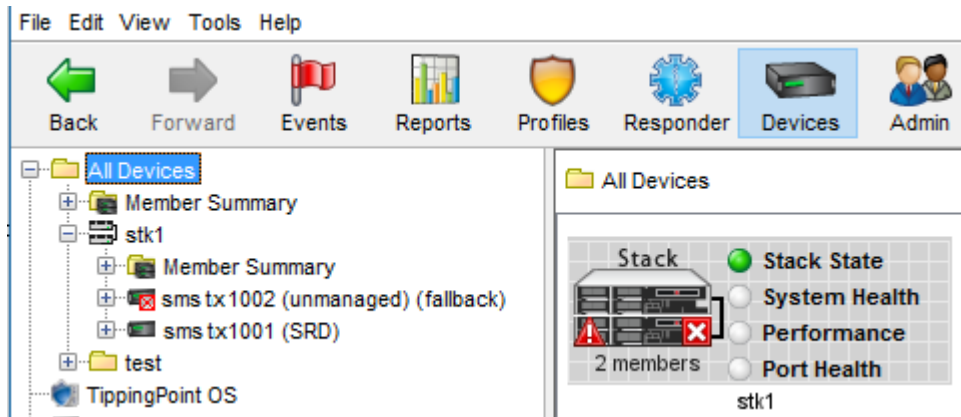 File Edit View Tools Help
Back Forward Events Reports Profiles Responder Devices Admin
All Devices
Member Summary
stk1
Member Summary
sms tx1002 (unmanaged) (fallback)
sms tx1001 (SRD)
test
TippingPoint OS
All Devices
Stack
2 members
Stack State
System Health
Performance
Port Health
stk1